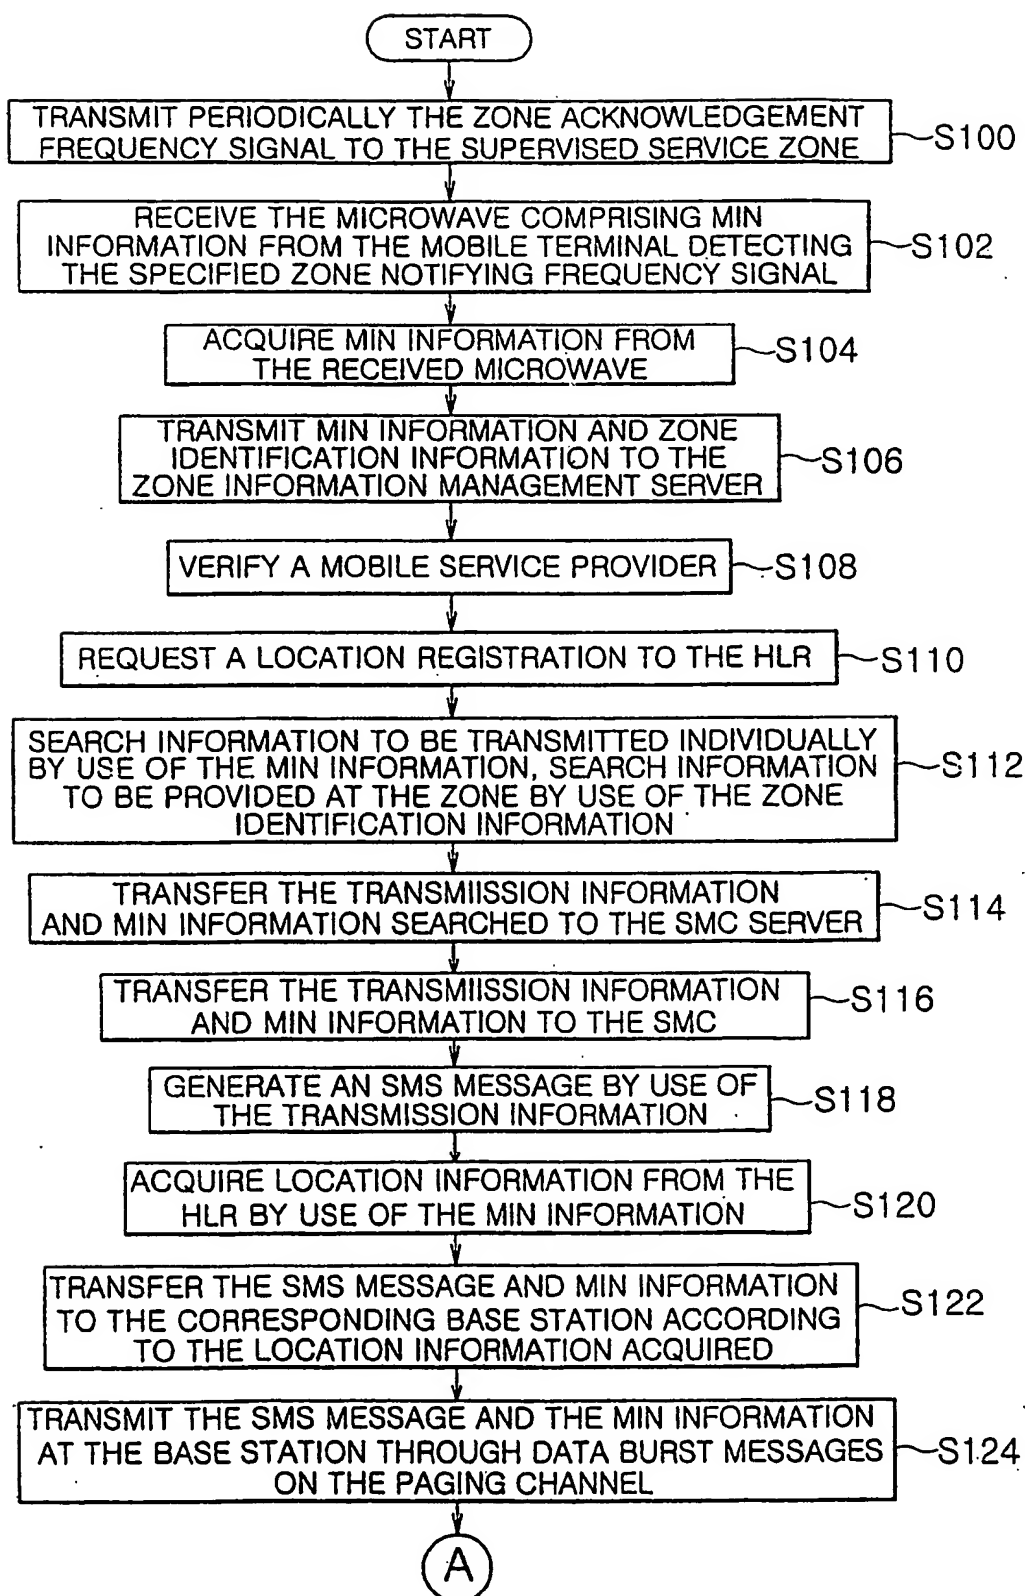 START
TRANSMIT PERIODICALLY THE ZONE ACKNOWLEDGEMENT
FREQUENCY SIGNAL TO THE SUPERVISED SERVICE ZONE
S100
RECEIVE THE MICROWAVE COMPRISING MIN
INFORMATION FROM THE MOBILE TERMINAL DETECTING
THE SPECIFIED ZONE NOTIFYING FREQUENCY SIGNAL
S102
ACQUIRE MIN INFORMATION FROM
THE RECEIVED MICROWAVE
S104
TRANSMIT MIN INFORMATION AND ZONE
IDENTIFICATION INFORMATION TO THE
ZONE INFORMATION MANAGEMENT SERVER
S106
VERIFY A MOBILE SERVICE PROVIDER
S108
REQUEST A LOCATION REGISTRATION TO THE HLR
S110
SEARCH INFORMATION TO BE TRANSMITTED INDIVIDUALLY
BY USE OF THE MIN INFORMATION, SEARCH INFORMATION
TO BE PROVIDED AT THE ZONE BY USE OF THE ZONE
IDENTIFICATION INFORMATION
S112
TRANSFER THE TRANSMIISSION INFORMATION
AND MIN INFORMATION SEARCHED TO THE SMC SERVER
S114
TRANSFER THE TRANSMIISSION INFORMATION
AND MIN INFORMATION TO THE SMC
S116
GENERATE AN SMS MESSAGE BY USE OF
THE TRANSMISSION INFORMATION
S118
ACQUIRE LOCATION INFORMATION FROM THE
HLR BY USE OF THE MIN INFORMATION
S120
TRANSFER THE SMS MESSAGE AND MIN INFORMATION
TO THE CORRESPONDING BASE STATION ACCORDING
TO THE LOCATION INFORMATION ACQUIRED
S122
TRANSMIT THE SMS MESSAGE AND THE MIN INFORMATION
AT THE BASE STATION THROUGH DATA BURST MESSAGES
ON THE PAGING CHANNEL
S124
A